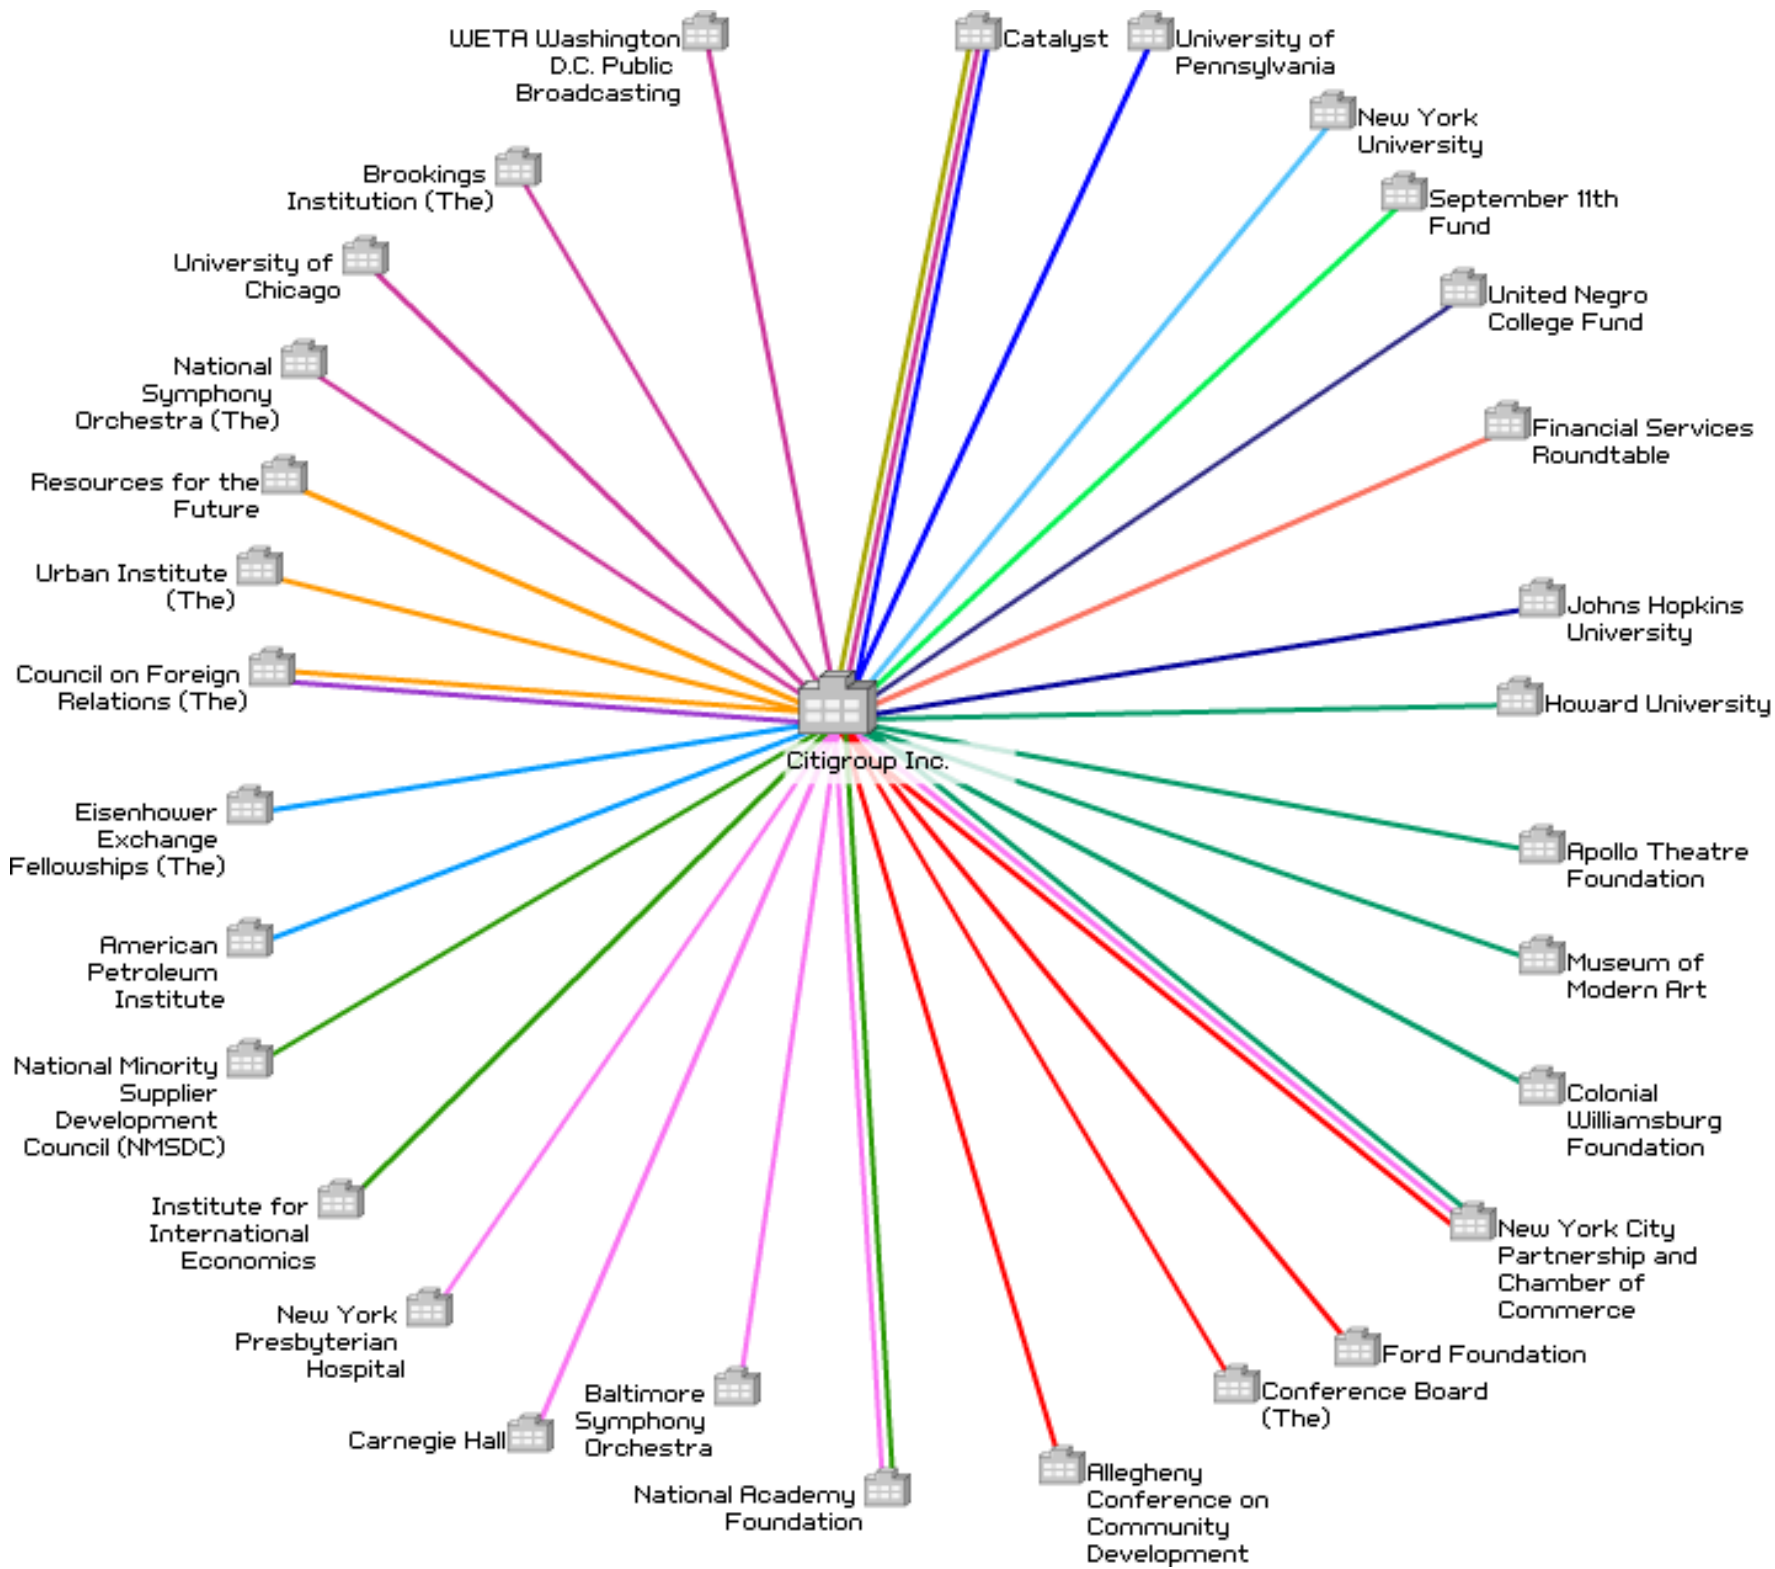 WETA Washington
D.C. Public
Broadcasting
Catalyst
University of
Pennsylvania
New York
University
Brookings
Institution (The)
September 11th
Fund
University of
Chicago
United Negro
College Fund
National
Symphony
Orchestra (The)
Financial Services
Roundtable
Resources for the
Future
Urban Institute
(The)
Johns Hopkins
University
Council on Foreign
Relations (The)
Howard University
Citigroup Inc.
Eisenhower
Exchange
Fellowships (The)
Apollo Theatre
Foundation
American
Petroleum
Institute
Museum of
Modern Art
National Minority
Supplier
Development
Council (NMSDC)
Colonial
Williamsburg
Foundation
Institute for
International
Economics
New York City
Partnership and
Chamber of
Commerce
New York
Presbyterian
Hospital
Ford Foundation
Baltimore
Symphony
Orchestra
Conference Board
(The)
Carnegie Hall
National Academy
Foundation
Allegheny
Conference on
Community
Development